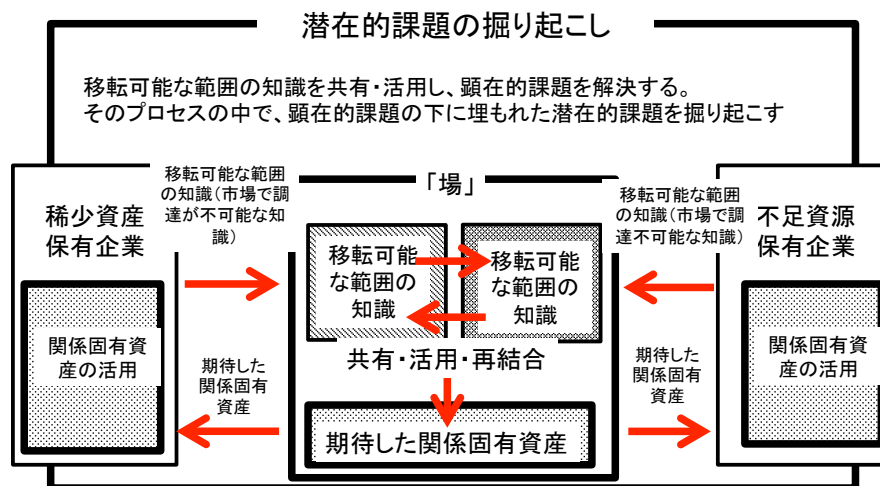 潜在的課題の掘り起こし
移転可能な範囲の知識を共有・活用し、顕在的課題を解決する。
そのプロセスの中で、顕在的課題の下に埋もれた潜在的課題を掘り起こす
稀少資産
保有企業
関係固有資
産の活用
移転可能な範囲
の知識(市場で調
達が不可能な知
識)
期待した
関係固有
資産
「場」
移転可能
な範囲の
知識
移転可能
な範囲の
知識
共有・活用・再結合
期待した関係固有資産
移転可能な範囲
の知識(市場で調
達不可能な知識)
期待した
関係固有
資産
不足資源
保有企業
関係固有資
産の活用